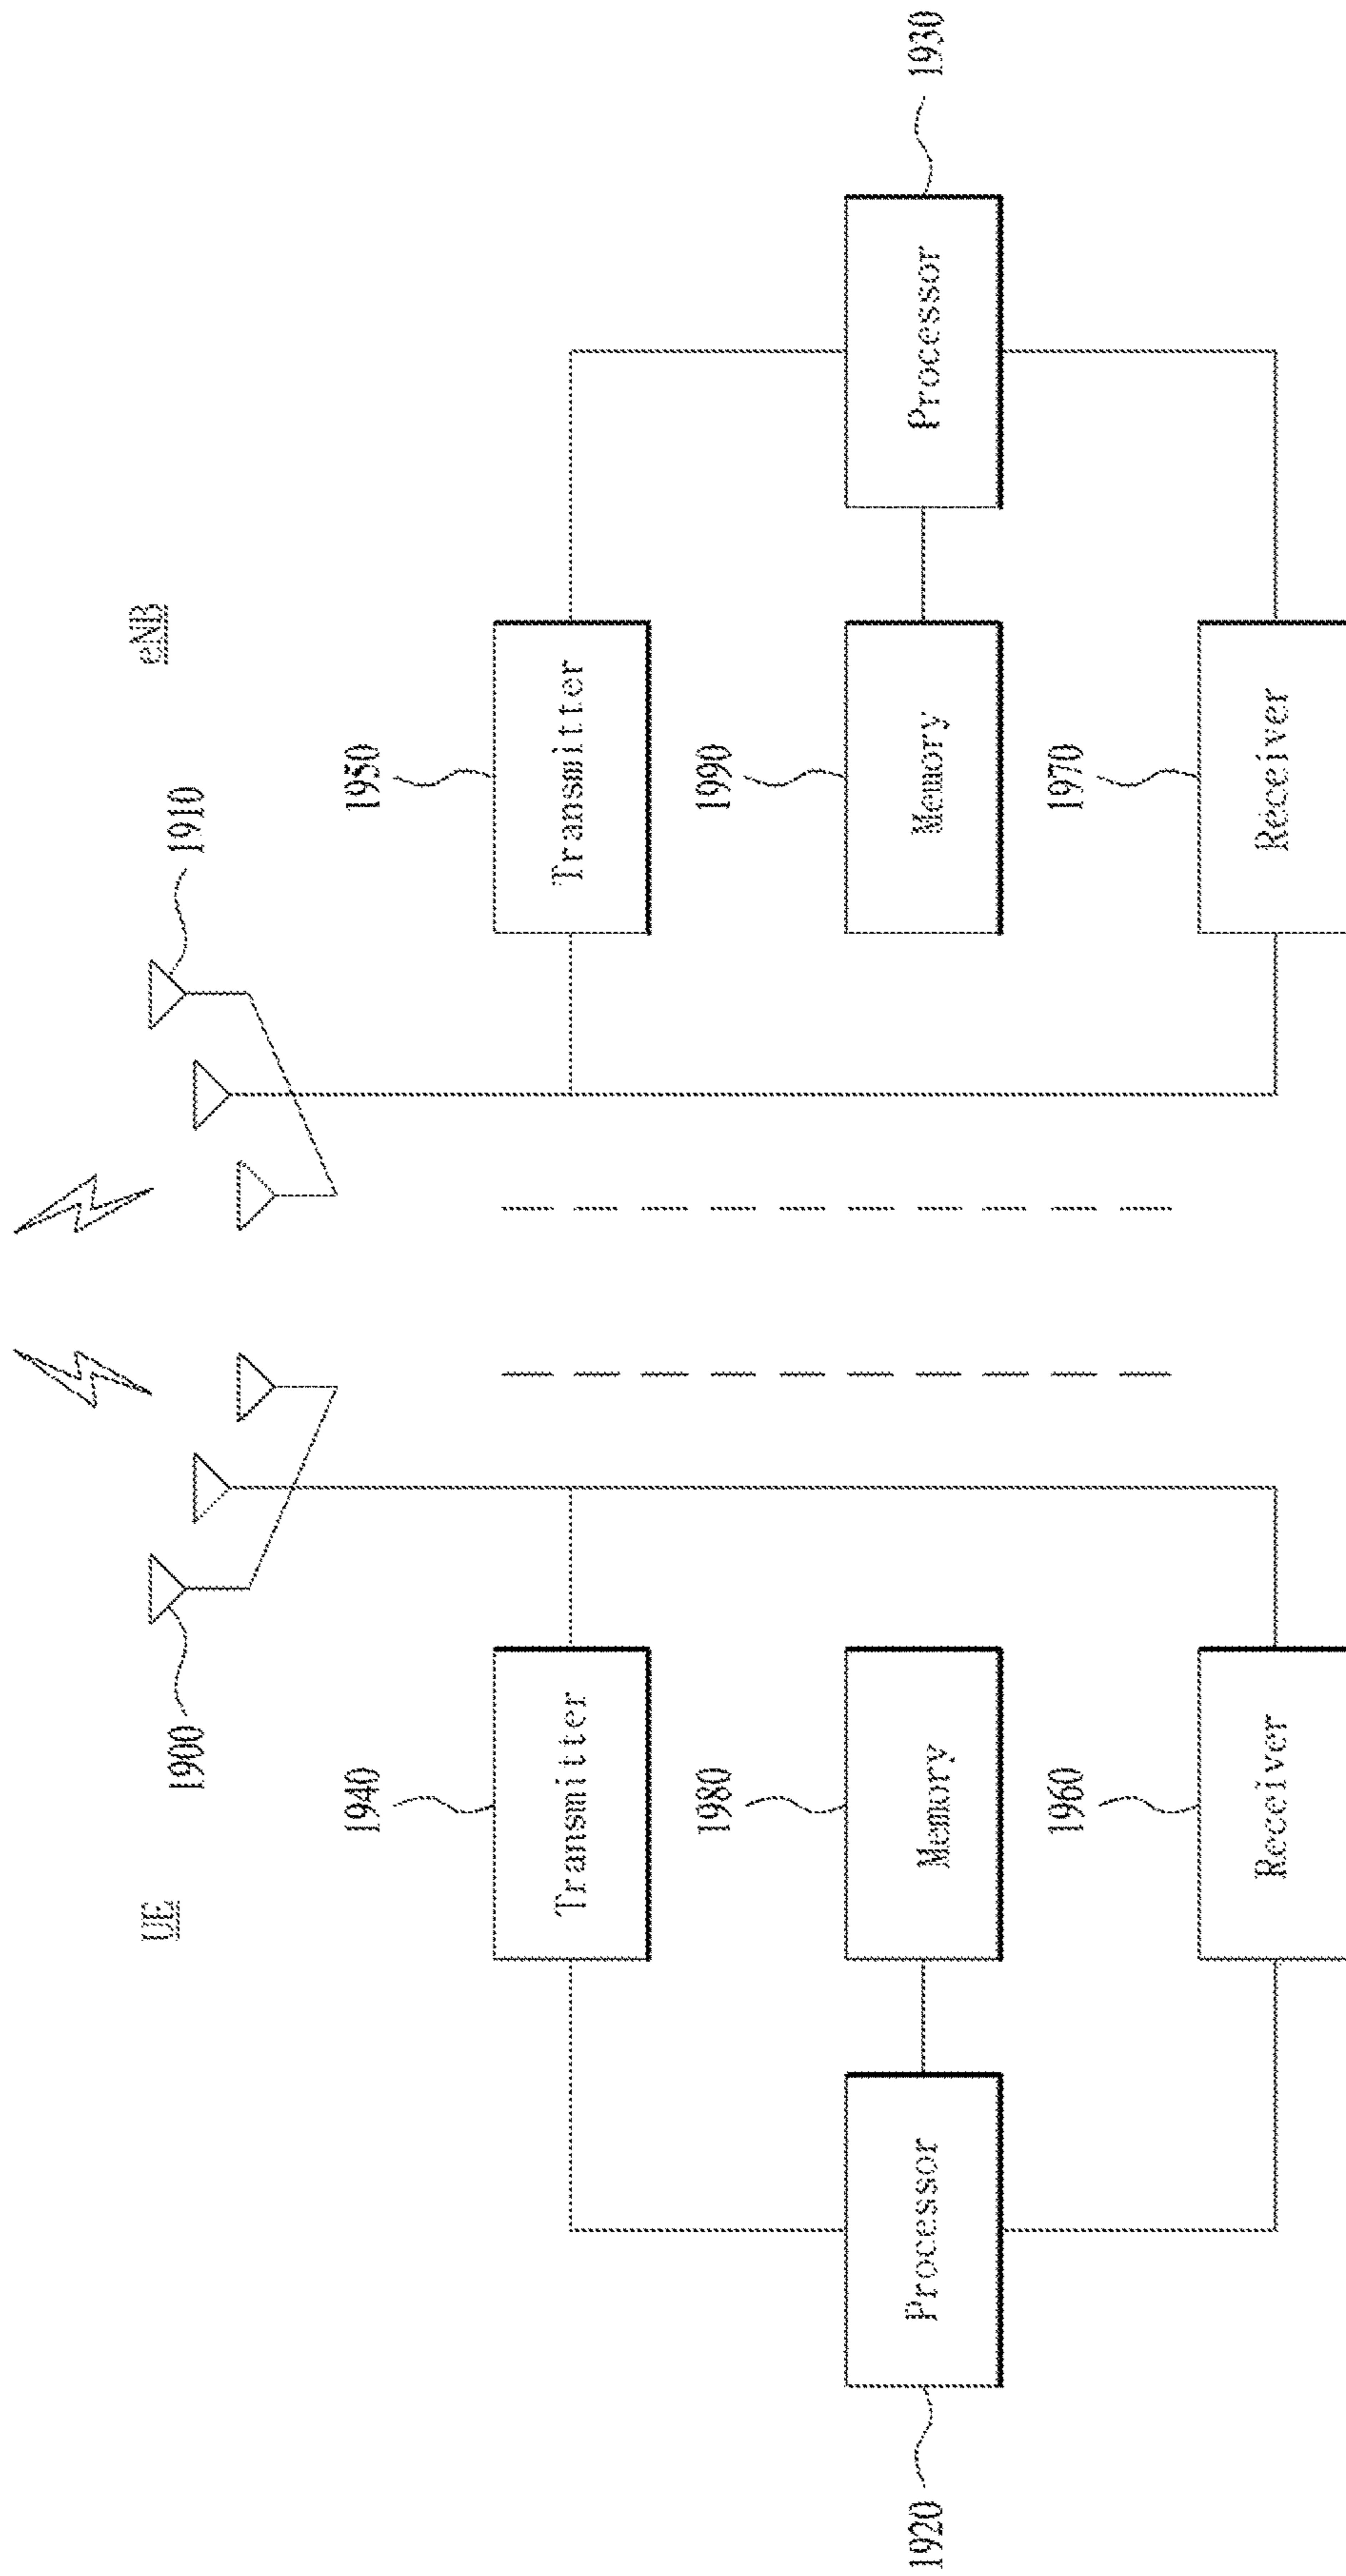 UE
eNB
1900
1910
1940
1950
Transmitter
Transmitter
1980
1990
1920
Processor
Memory
Memory
Processor
1930
1960
1970
Receiver
Receiver